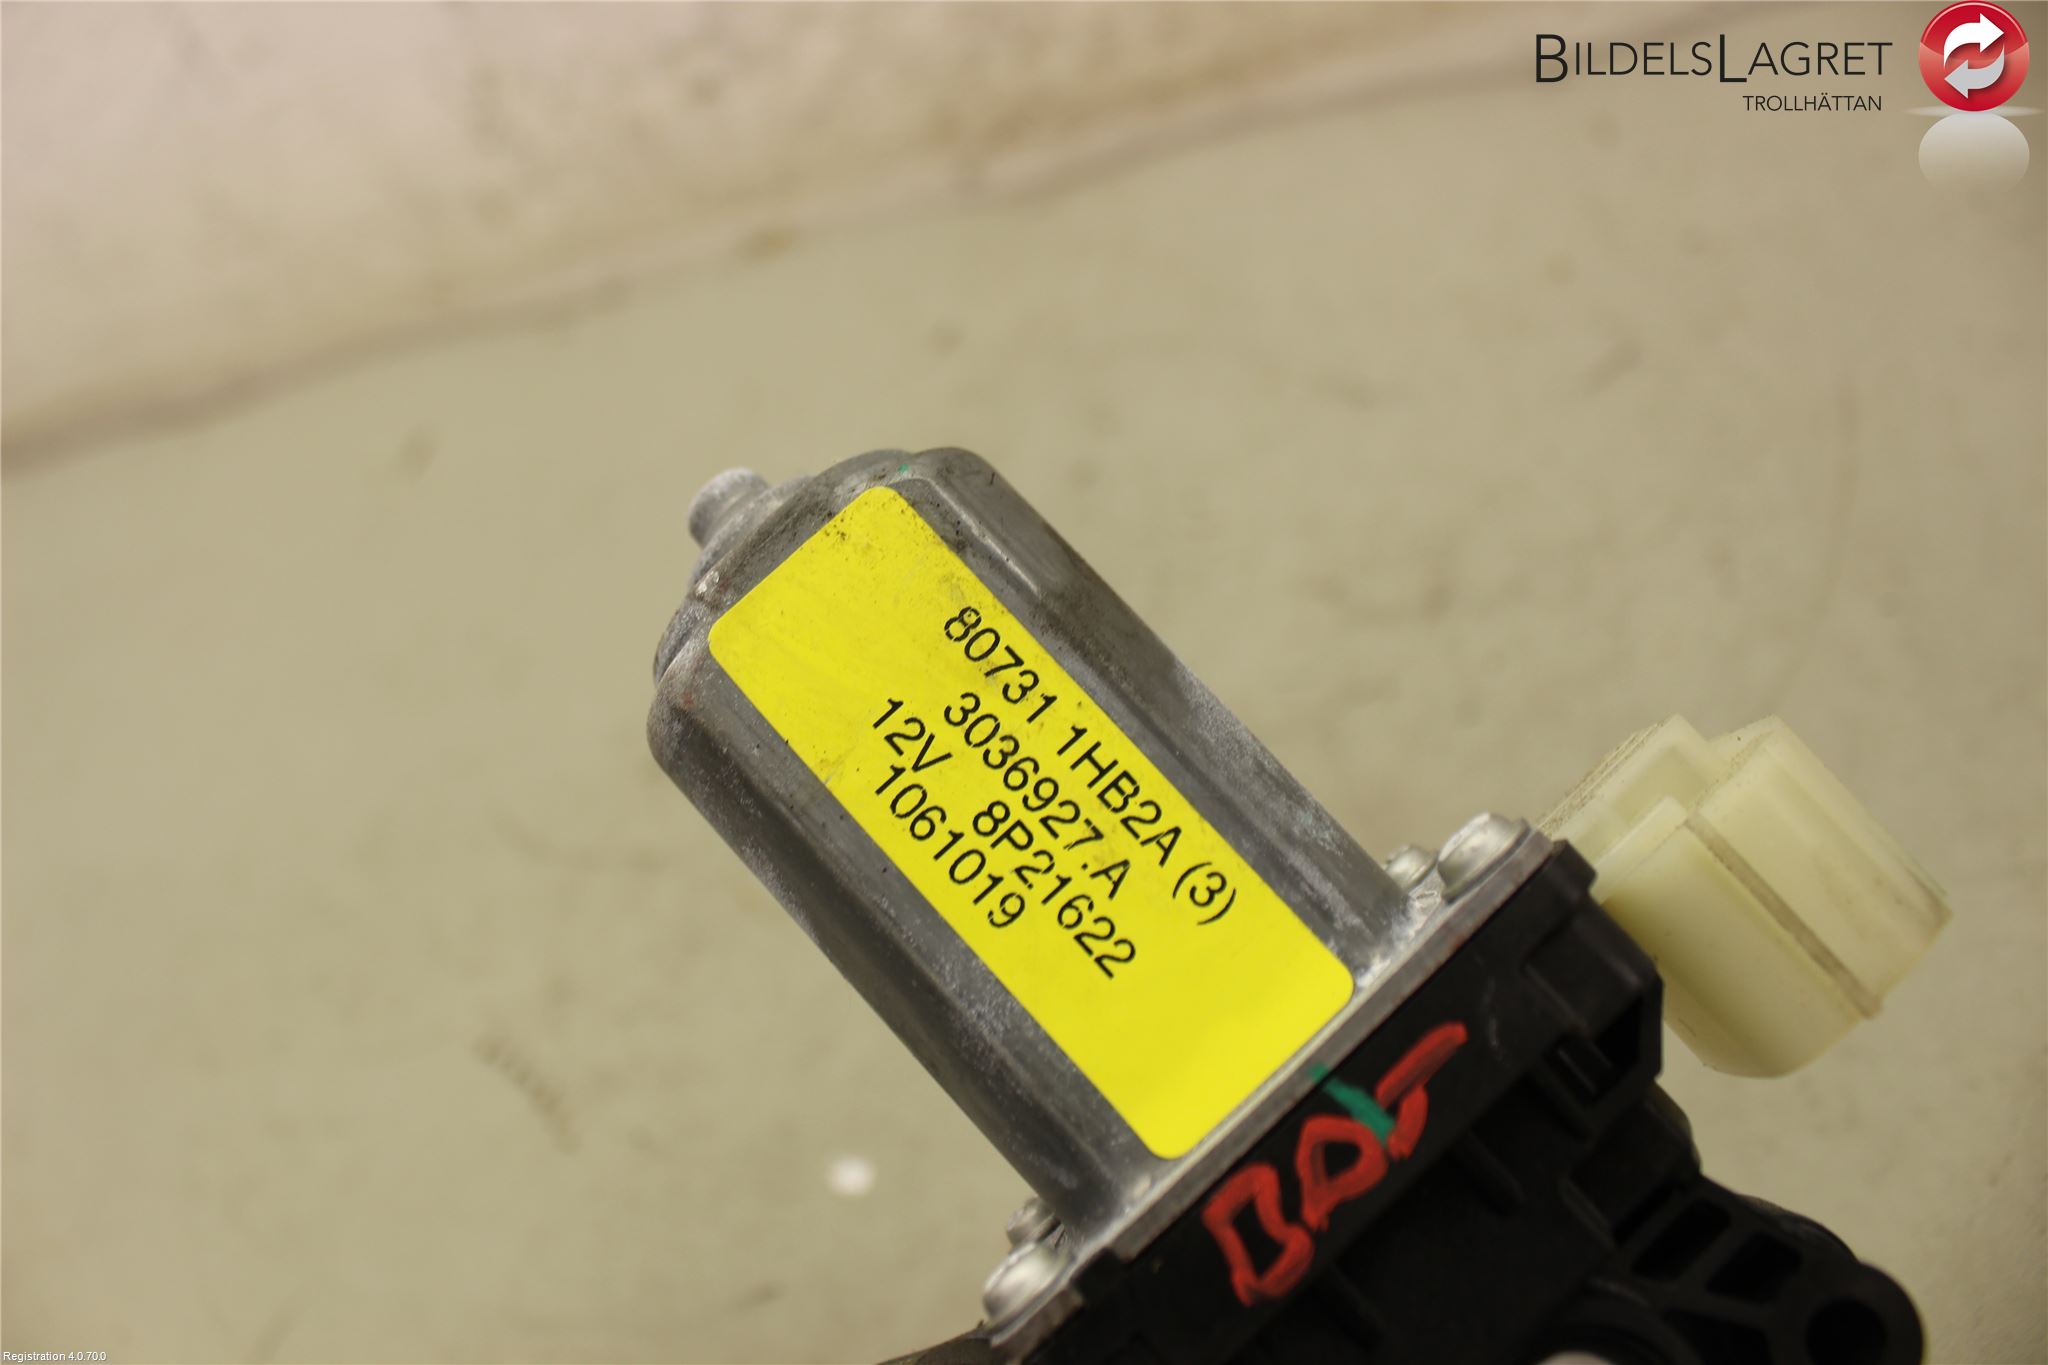 BILDELSLAGRET
TROLLHÄTTAN
80731 1HB2A (3)
3036927.A
12V 8P21622
1061019
Registration 4.0.70.0